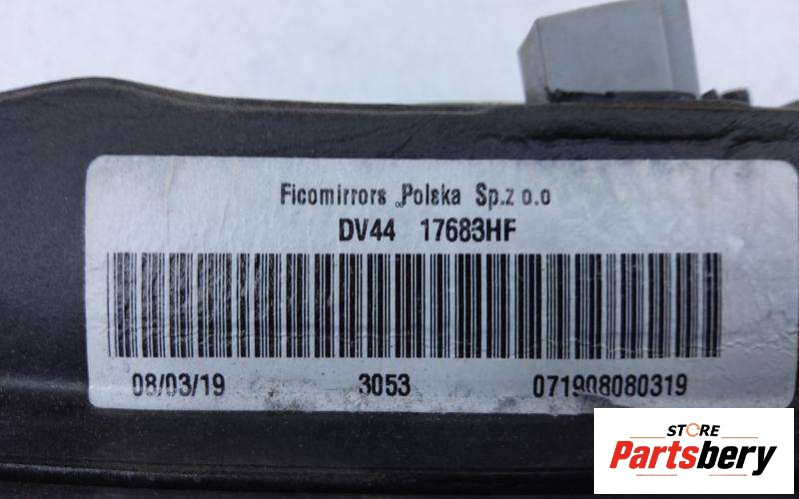 Ficomirrors Polska Sp.z o.o
DV44 17683HF
08/03/19 3053 071908080319
STORE
Partsbery